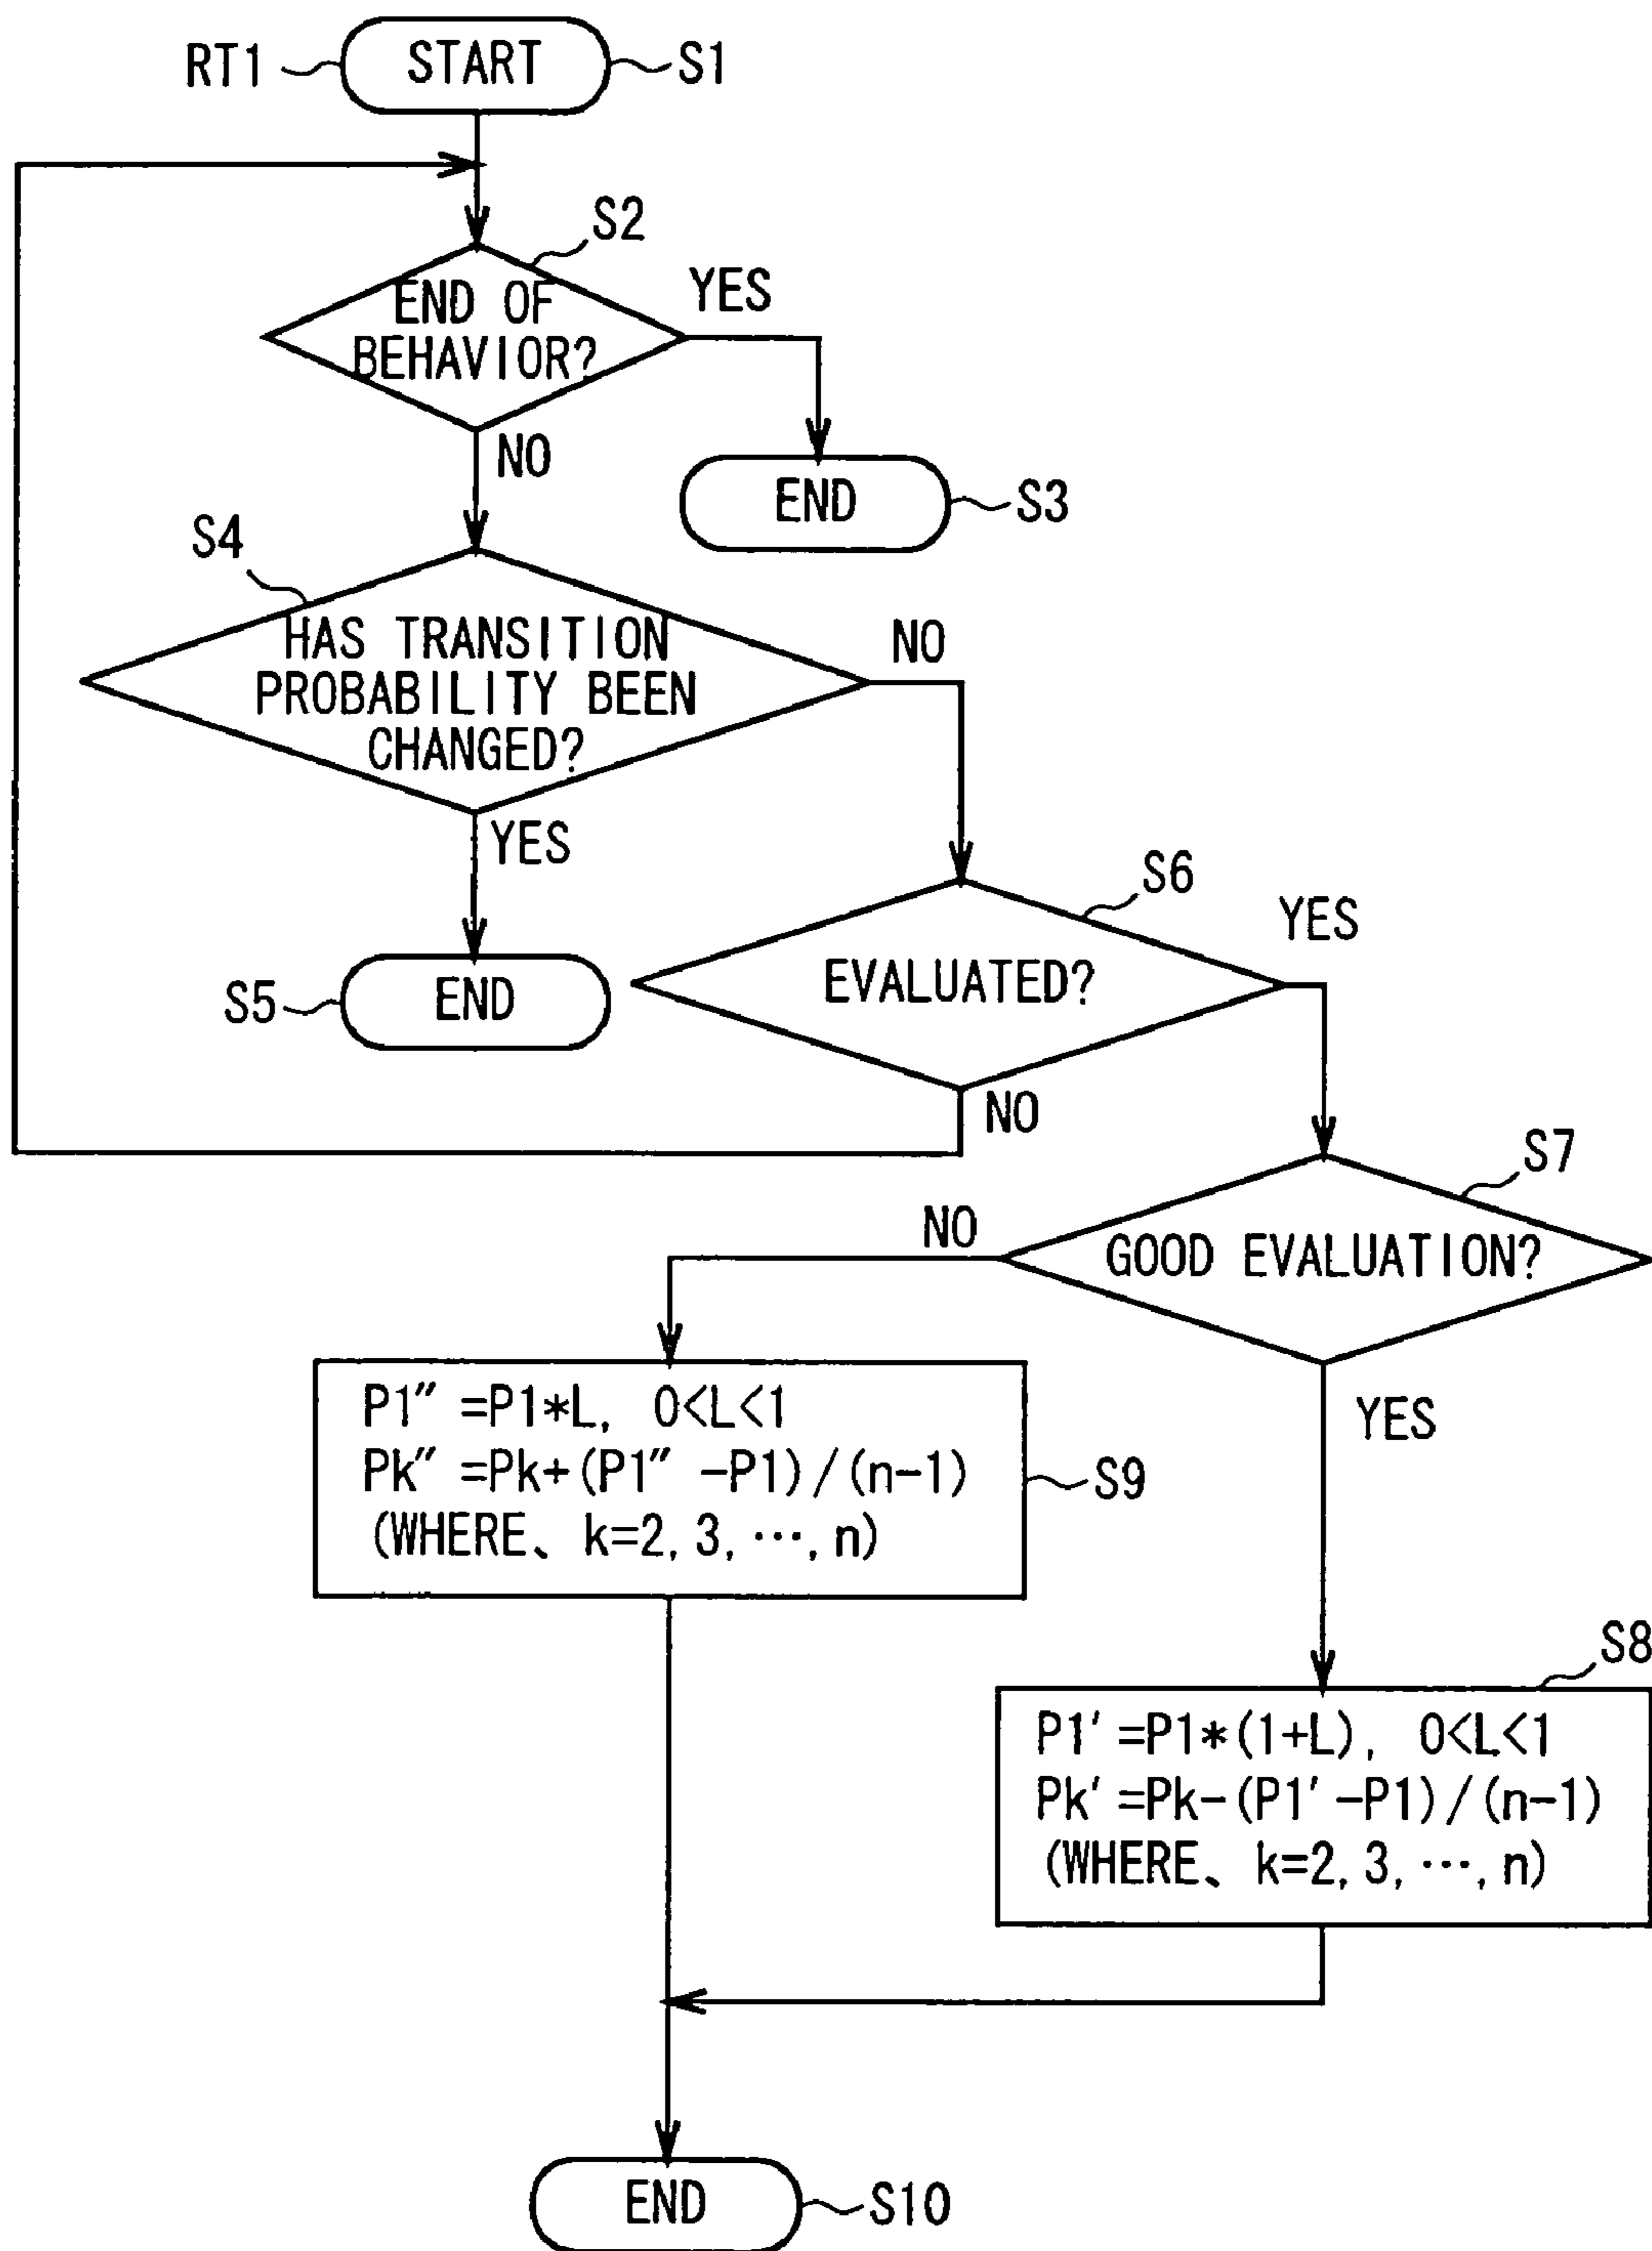 RT1
START
S1
S2
END OF
BEHAVIOR?
YES
NO
END
S3
S4
HAS TRANSITION
PROBABILITY BEEN
CHANGED?
NO
YES
S5
END
S6
EVALUATED?
YES
NO
S7
GOOD EVALUATION?
NO
YES
P1″ =P1*L, 0<L<1
Pk″ =Pk+(P1″ -P1)/(n-1)
(WHERE、 k=2, 3, ···, n)
S9
S8
P1′ =P1*(1+L), 0<L<1
Pk′ =Pk-(P1′ -P1)/(n-1)
(WHERE、 k=2, 3, ···, n)
END
S10